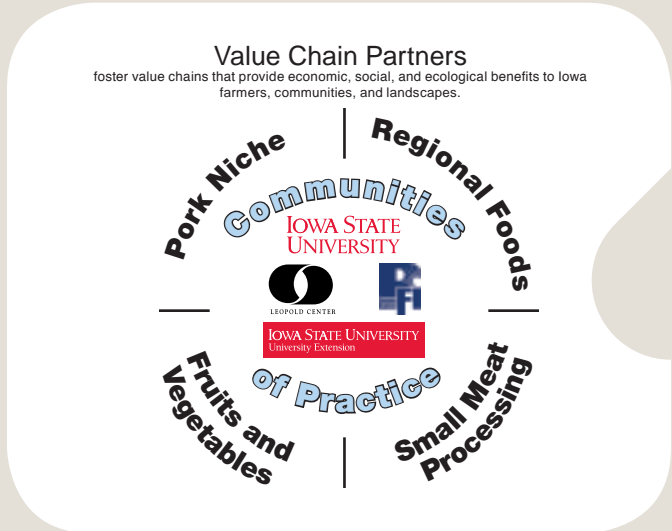 Value Chain Partners
foster value chains that provide economic, social, and ecological benefits to Iowa
farmers, communities, and landscapes.
Pork Niche
Regional Foods
Communities
IOWA STATE
UNIVERSITY
LEOPOLD CENTER
PFI
IOWA STATE UNIVERSITY
University Extension
of Practice
Fruits and
Vegetables
Small Meat
Processing